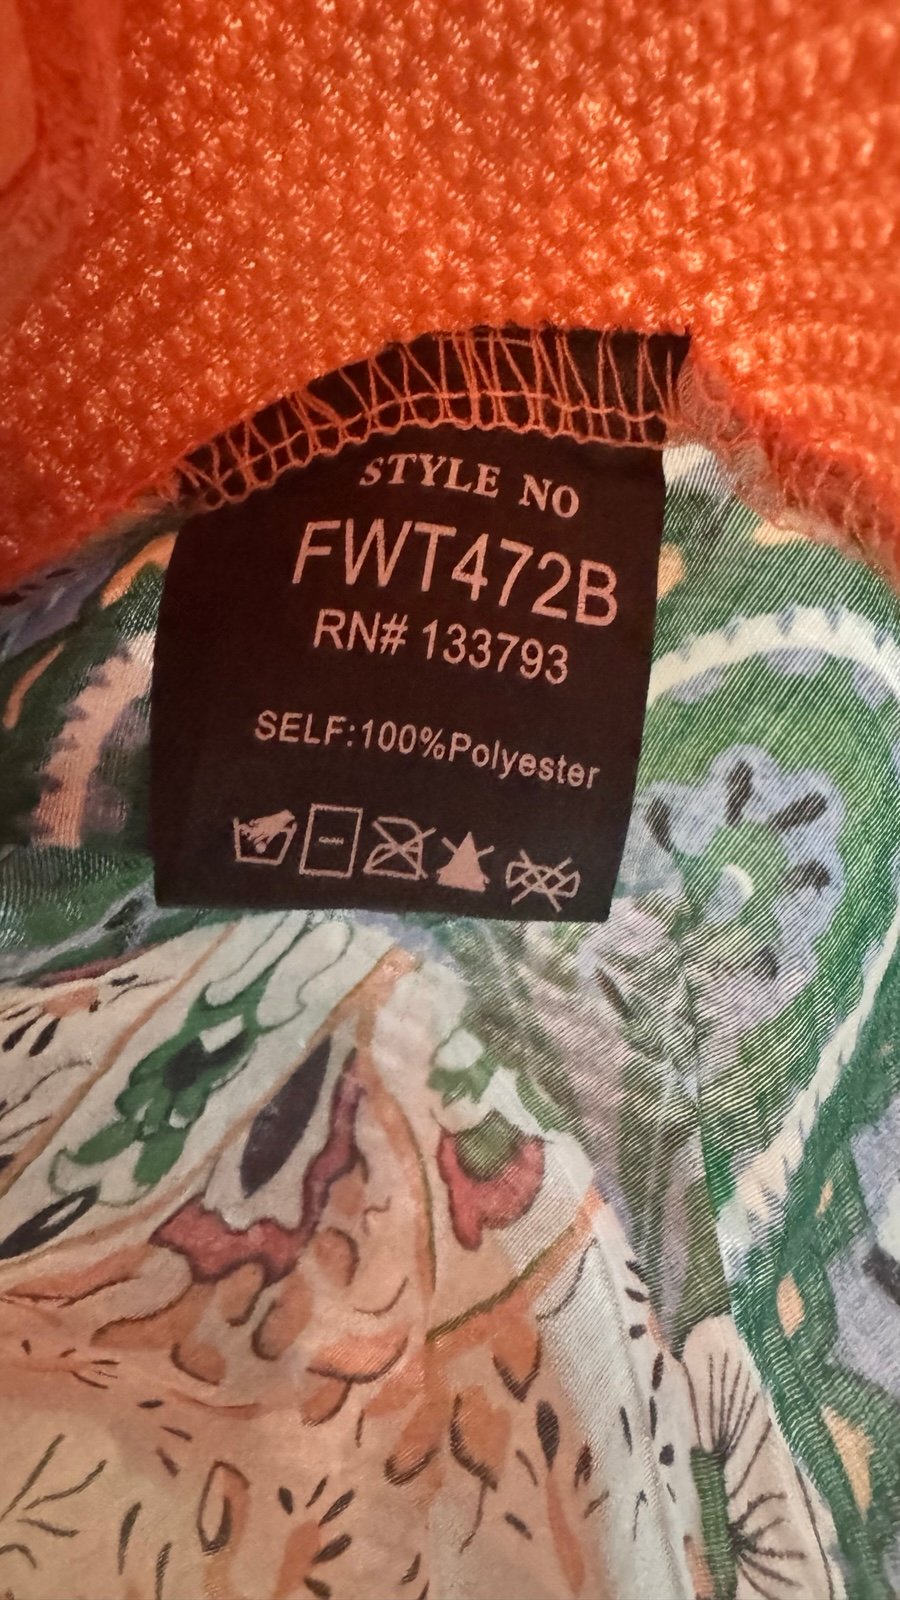 STYLE NO
FWT472B
RN# 133793
SELF:100%Polyester